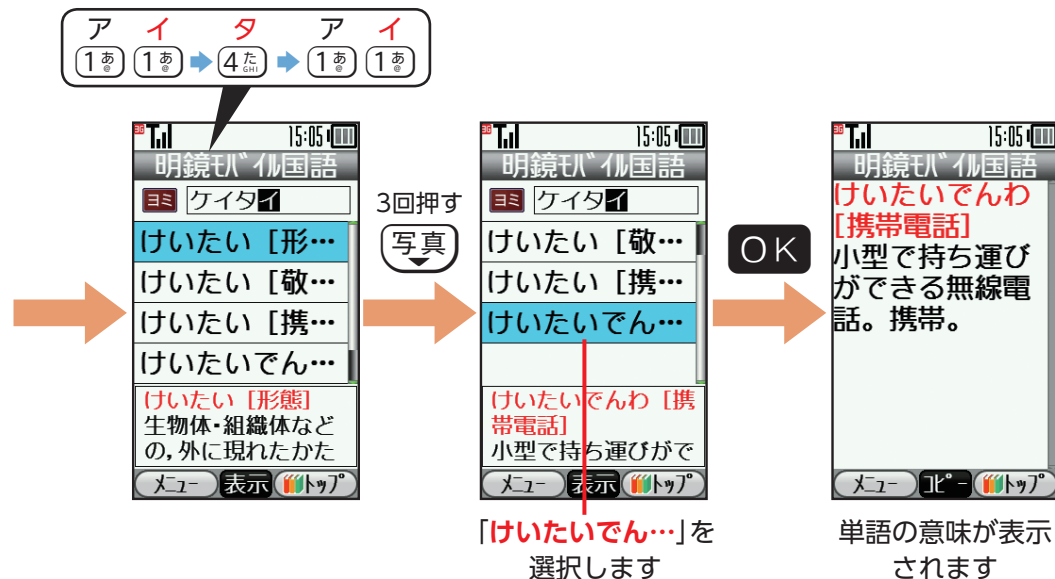 ア イ タ ア イ
1あ@ 1あ@ 4たGHI 1あ@ 1あ@
3G 15:05
明鏡ﾓﾊﾞｲﾙ国語
ヨミ ケイタイ
けいたい［形…
けいたい［敬…
けいたい［携…
けいたいでん…
けいたい［形態］
生物体・組織体など
の，外に現れたかた
ﾒﾆｭｰ 表示 ﾄｯﾌﾟ
3回押す
写真
3G 15:05
明鏡ﾓﾊﾞｲﾙ国語
ヨミ ケイタイ
けいたい［敬…
けいたい［携…
けいたいでん…
けいたいでんわ［携
帯電話］
小型で持ち運びがで
ﾒﾆｭｰ 表示 ﾄｯﾌﾟ
「けいたいでん…」を
選択します
OK
3G 15:05
明鏡ﾓﾊﾞｲﾙ国語
けいたいでんわ
［携帯電話］
小型で持ち運び
ができる無線電
話。携帯。
ﾒﾆｭｰ ｺﾋﾟｰ ﾄｯﾌﾟ
単語の意味が表示
されます